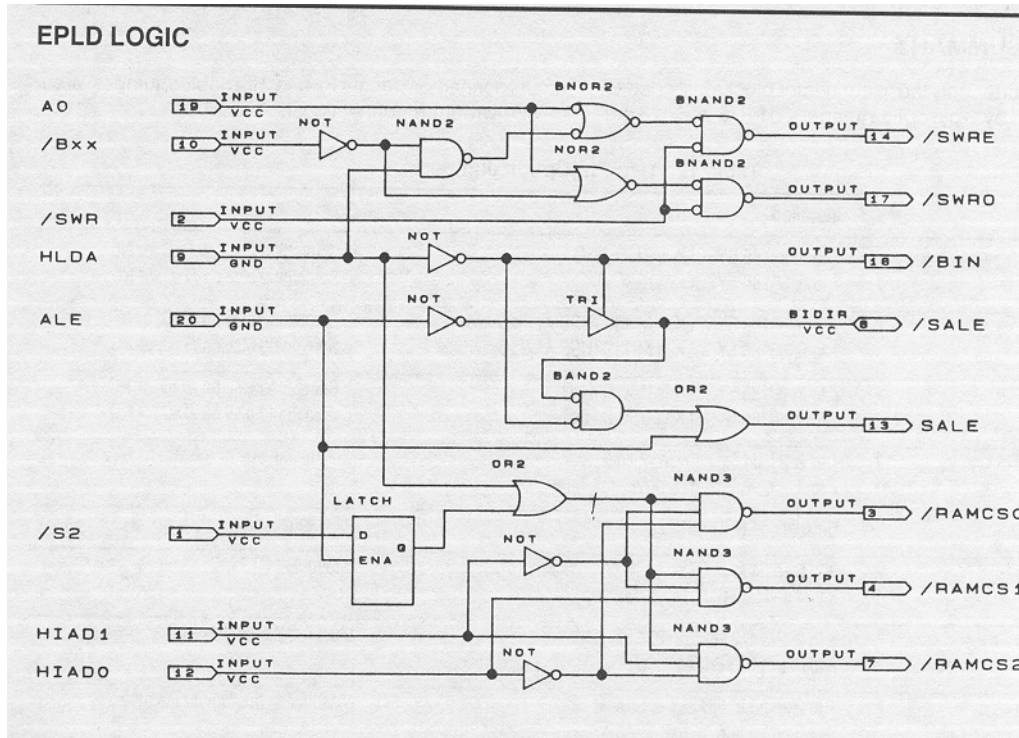 EPLD LOGIC
A0 19 INPUT VCC
BNOR2
BNAND2
NOT
NAND2
OUTPUT 14 /SWRE
/Bxx 10 INPUT VCC
NOR2
BNAND2
OUTPUT 17 /SWRO
/SWR 2 INPUT VCC
NOT
HLDA 9 INPUT GND
OUTPUT 18 /BIN
NOT
TRI
ALE 20 INPUT GND
BIDIR VCC 8 /SALE
BAND2
OR2
OUTPUT 13 SALE
OR2
NAND3
LATCH
OUTPUT 3 /RAMCS0
/S2 1 INPUT VCC
D
Q
ENA
NOT
NAND3
OUTPUT 4 /RAMCS1
HIAD1 11 INPUT VCC
NAND3
NOT
OUTPUT 7 /RAMCS2
HIAD0 12 INPUT VCC